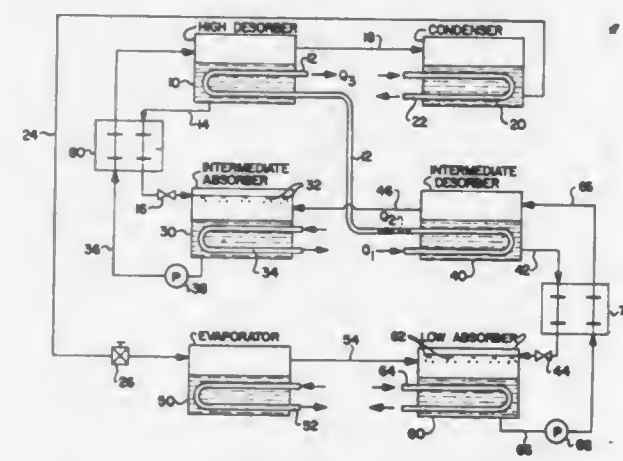 HIGH DESORBER
18
CONDENSER
12
Q3
10
14
22
20
24
80
12
INTERMEDIATE
ABSORBER
32
46
INTERMEDIATE
DESORBER
66
16
Q2
30
36
34
Q1
P
38
40
42
EVAPORATOR
54
62
LOW ABSORBER
64
44
26
50
52
60
68
P